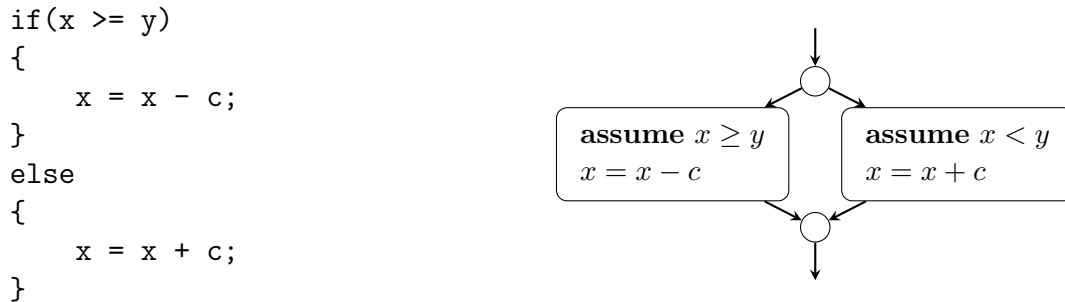 if(x >= y)
{
    x = x - c;
}
else
{
    x = x + c;
}
assume x ≥ y
x = x − c
assume x < y
x = x + c